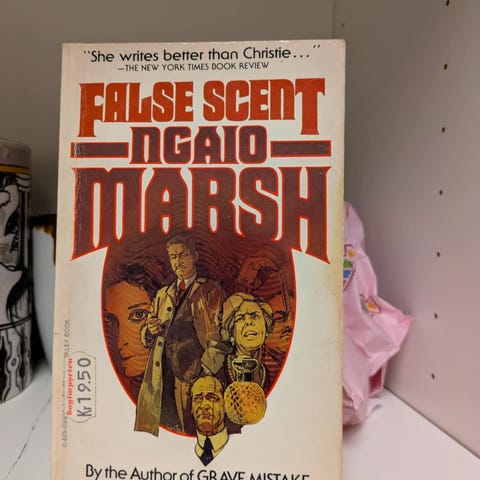 "She writes better than Christie..."
—THE NEW YORK TIMES BOOK REVIEW
FALSE SCENT
NGAIO
MARSH
bogimporten
Kr 19.50
By the Author of GRAVE MISTAKE